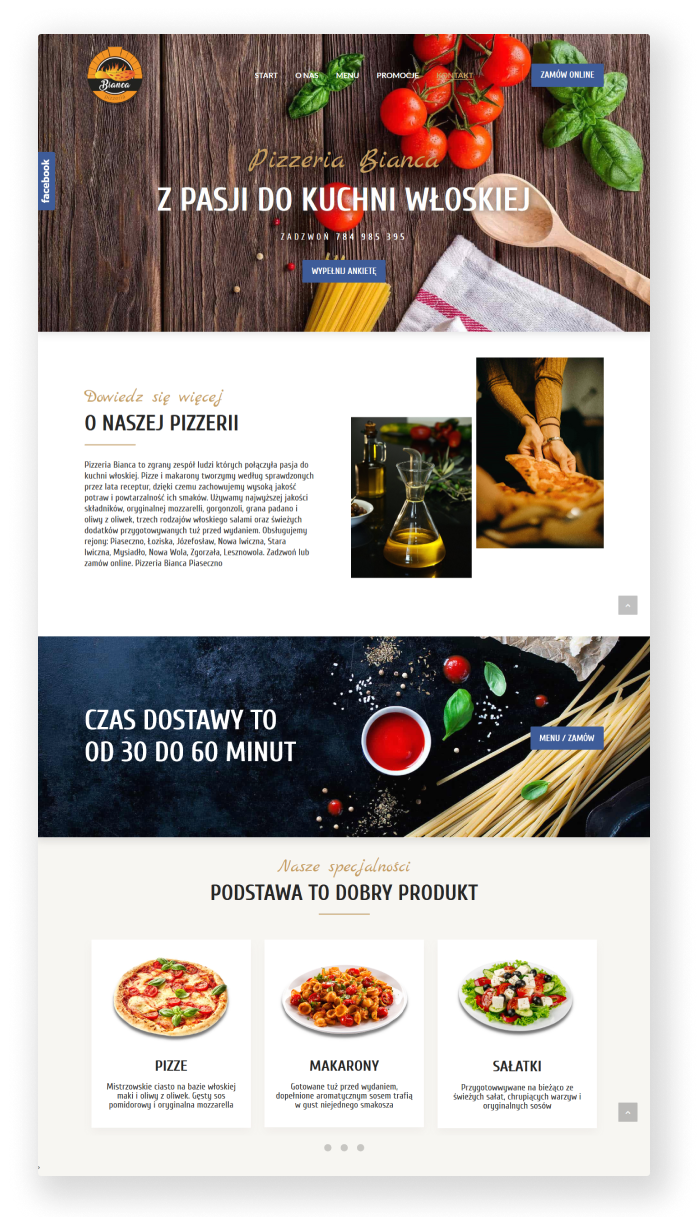 Bianca
START O NAS MENU PROMOCJE KONTAKT
ZAMÓW ONLINE
facebook
Pizzeria Bianca
Z PASJI DO KUCHNI WŁOSKIEJ
ZADZWOŃ 784 985 395
WYPEŁNIJ ANKIETĘ
Dowiedz się więcej
O NASZEJ PIZZERII
Pizzeria Bianca to zgrany zespół ludzi których połączyła pasja do
kuchni włoskiej. Pizze i makarony tworzymy według sprawdzonych
przez lata receptur, dzięki czemu zachowujemy wysoką jakość
potraw i powtarzalność ich smaków. Używamy najwyższej jakości
składników, oryginalnej mozzarelli, gorgonzoli, grana padano i
oliwy z oliwek, trzech rodzajów włoskiego salami oraz świeżych
dodatków przygotowywanych tuż przed wydaniem. Obsługujemy
rejony: Piaseczno, Łoziska, Józefosław, Nowa Iwiczna, Stara
Iwiczna, Mysiadło, Nowa Wola, Zgorzała, Lesznowola. Zadzwoń lub
zamów online. Pizzeria Bianca Piaseczno
CZAS DOSTAWY TO
OD 30 DO 60 MINUT
MENU / ZAMÓW
Nasze specjalności
PODSTAWA TO DOBRY PRODUKT
PIZZE
Mistrzowskie ciasto na bazie włoskiej
maki i oliwy z oliwek. Gęsty sos
pomidorowy i oryginalna mozzarella
MAKARONY
Gotowane tuż przed wydaniem,
dopełnione aromatycznym sosem trafią
w gust niejednego smakosza
SAŁATKI
Przygotowwywane na bieżąco ze
świeżych sałat, chrupiących warzyw i
oryginalnych sosów